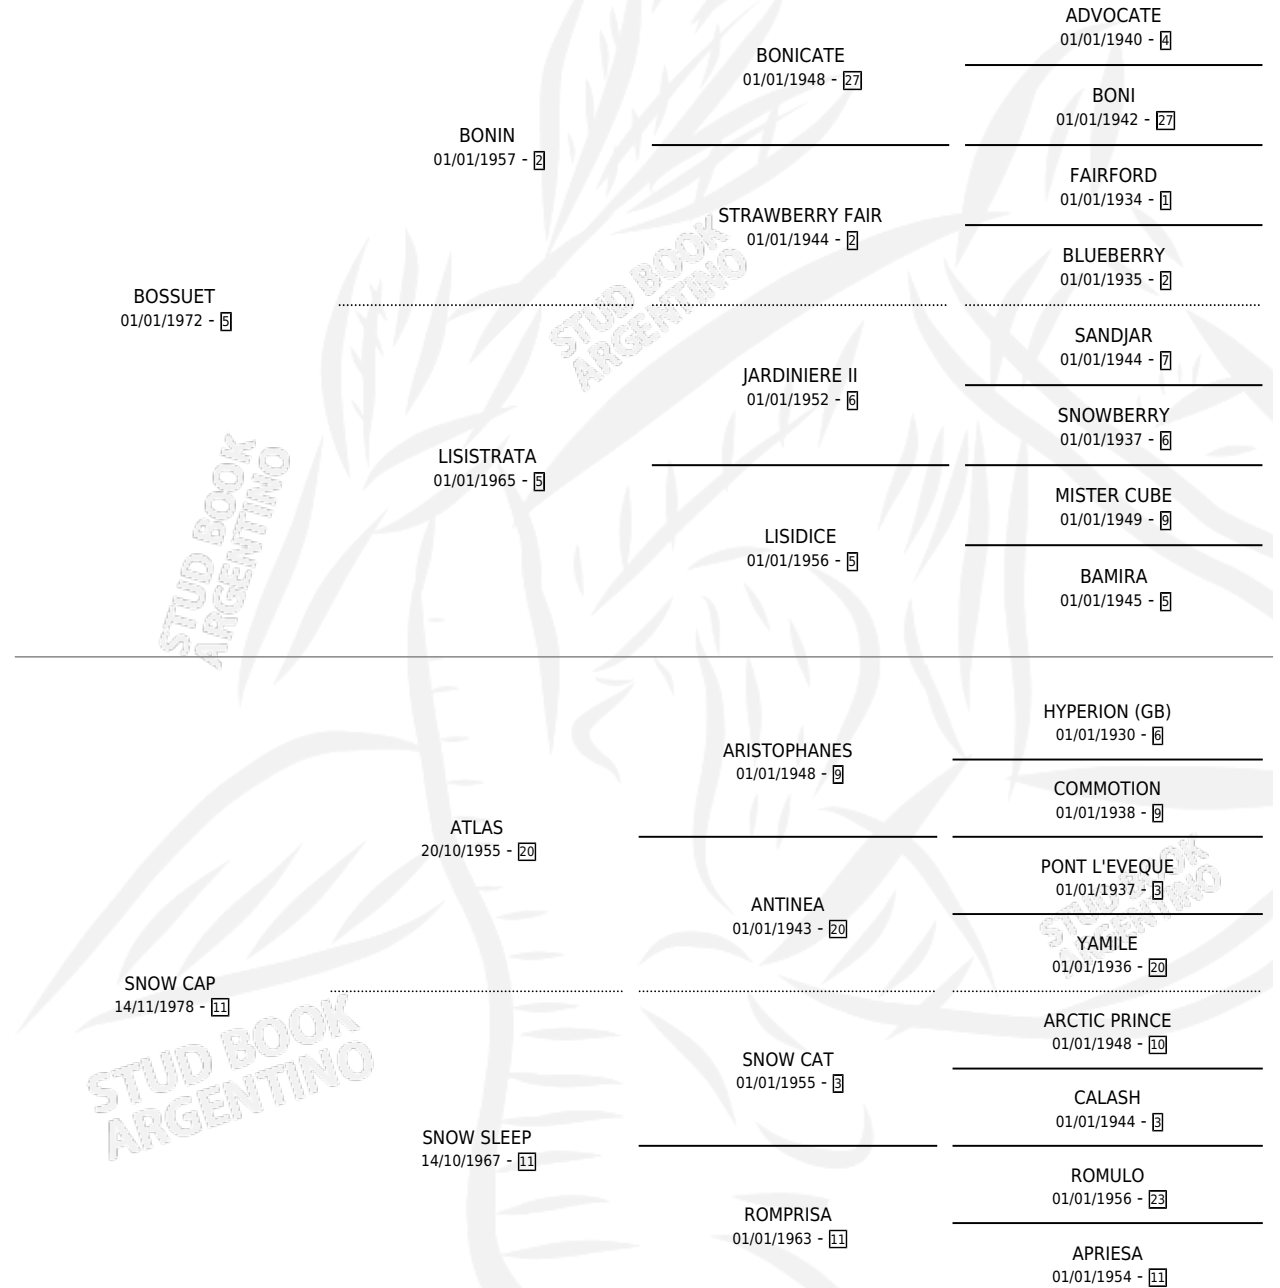 ADVOCATE
01/01/1940 - 4
BONICATE
01/01/1948 - 27
BONI
01/01/1942 - 27
BONIN
01/01/1957 - 2
FAIRFORD
01/01/1934 - 1
STRAWBERRY FAIR
01/01/1944 - 2
BLUEBERRY
01/01/1935 - 2
BOSSUET
01/01/1972 - 5
STUD BOOK
ARGENTINO
SANDJAR
01/01/1944 - 7
JARDINIERE II
01/01/1952 - 6
SNOWBERRY
01/01/1937 - 6
LISISTRATA
01/01/1965 - 5
MISTER CUBE
01/01/1949 - 9
LISIDICE
01/01/1956 - 5
BAMIRA
01/01/1945 - 5
STUD BOOK
ARGENTINO
HYPERION (GB)
01/01/1930 - 6
ARISTOPHANES
01/01/1948 - 9
COMMOTION
01/01/1938 - 9
ATLAS
20/10/1955 - 20
PONT L'EVEQUE
01/01/1937 - 3
ANTINEA
01/01/1943 - 20
YAMILE
01/01/1936 - 20
STUD BOOK
ARGENTINO
SNOW CAP
14/11/1978 - 11
ARCTIC PRINCE
01/01/1948 - 10
SNOW CAT
01/01/1955 - 3
CALASH
01/01/1944 - 3
STUD BOOK
ARGENTINO
SNOW SLEEP
14/10/1967 - 11
ROMULO
01/01/1956 - 23
ROMPRISA
01/01/1963 - 11
APRIESA
01/01/1954 - 11